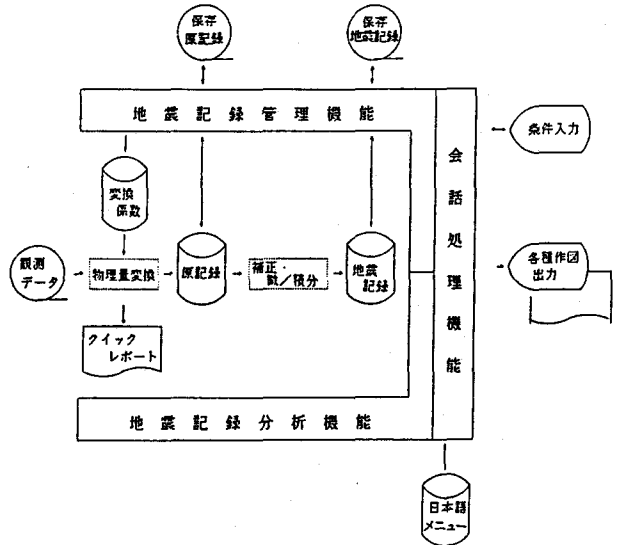 保存
原記録
保存
地震記録
地震記録管理機能
会話処理機能
条件入力
変換
係数
観測
データ
物理量変換
原記録
補正・
微/積分
地震
記録
各種作図
出力
クイック
レポート
地震記録分析機能
日本語
メニュー